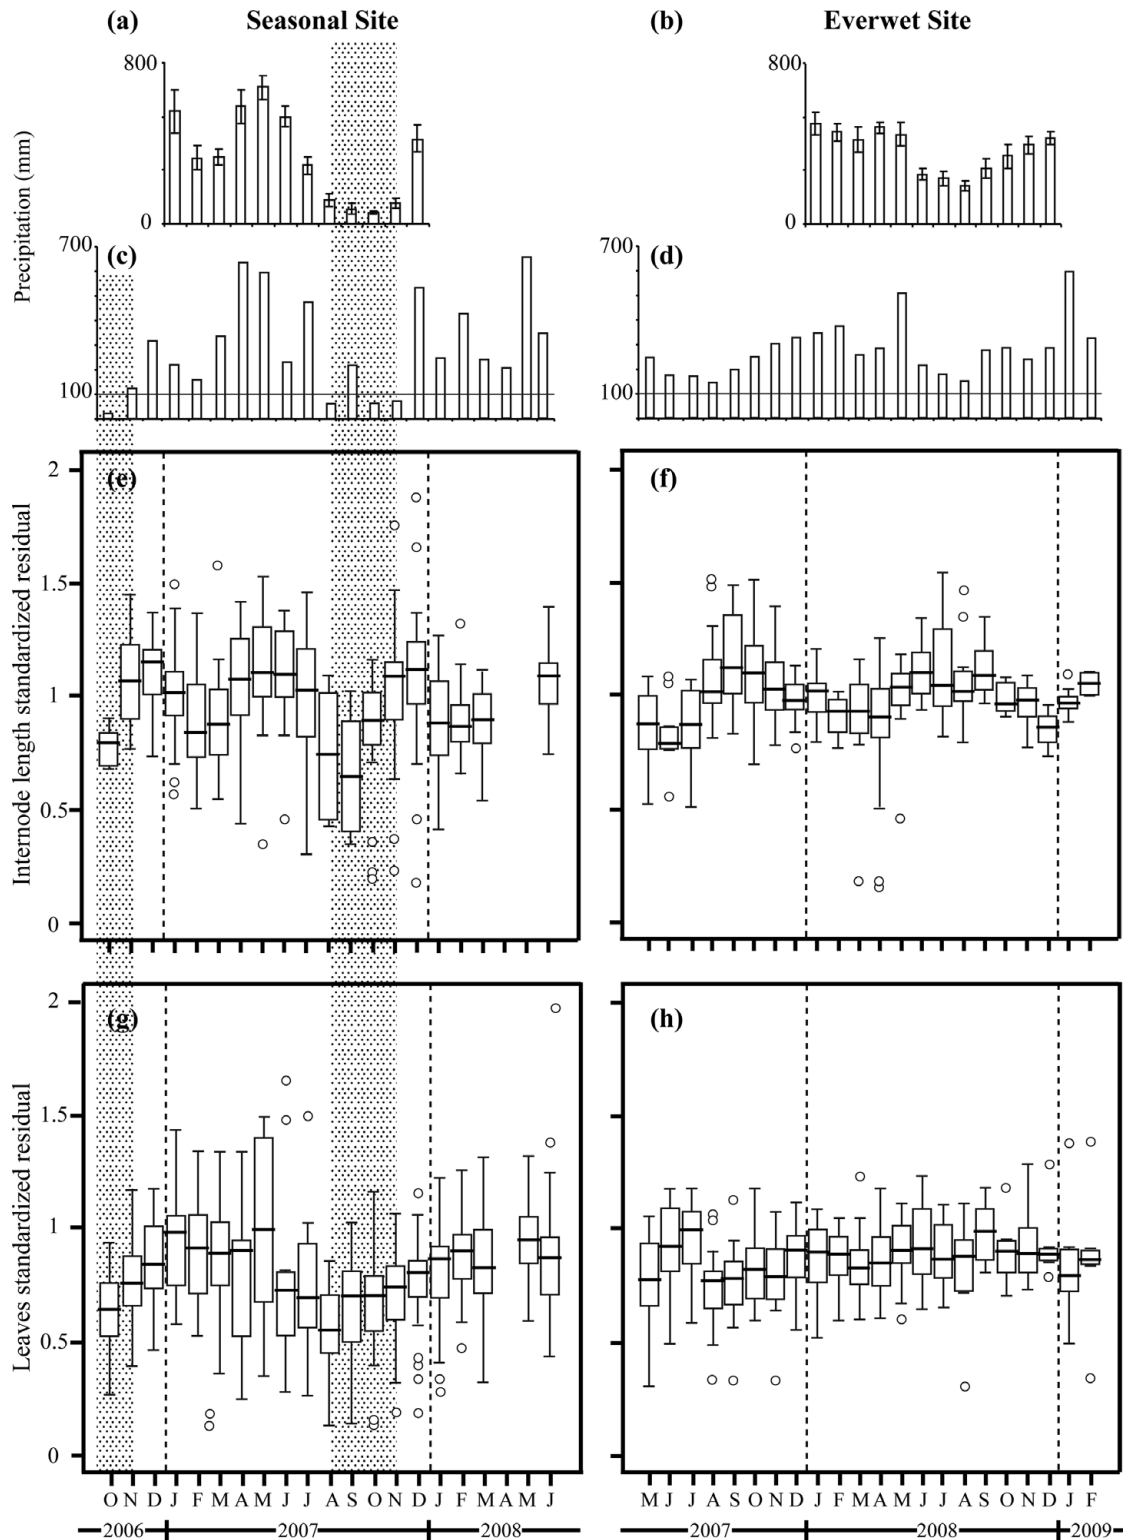 (a) Seasonal Site (b) Everwet Site
800 800
Precipitation (mm)
0 0
700 (c) 700 (d)
100 100
2 (e) (f)
1.5
1
0.5
0
Internode length standardized residual
2 (g) (h)
1.5
1
0.5
0
Leaves standardized residual
O N D J F M A M J J A S O N D J F M A M J M J J A S O N D J F M A M J J A S O N D J F
2006 2007 2008 2007 2008 2009